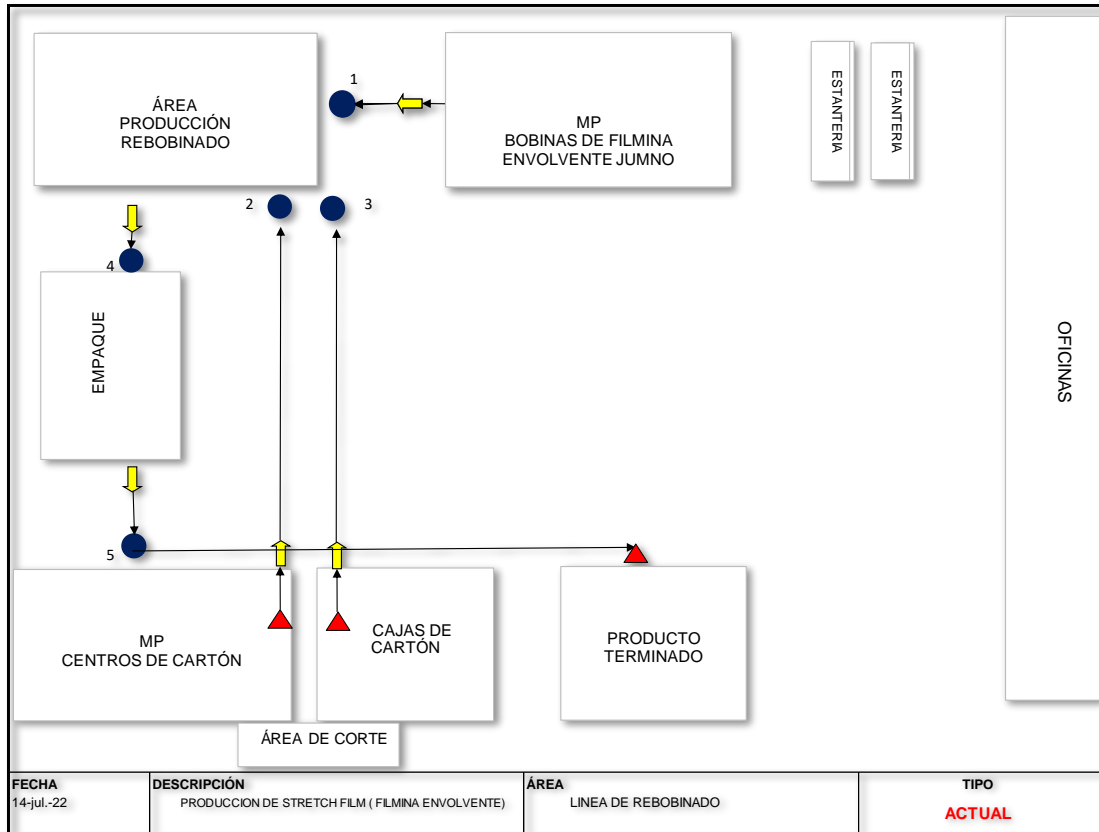 1
ÁREA
PRODUCCIÓN
REBOBINADO
MP
BOBINAS DE FILMINA
ENVOLVENTE JUMNO
ESTANTERIA
ESTANTERIA
2
3
4
EMPAQUE
OFICINAS
5
MP
CENTROS DE CARTÓN
CAJAS DE
CARTÓN
PRODUCTO
TERMINADO
ÁREA DE CORTE
FECHA
14-jul.-22
DESCRIPCIÓN
PRODUCCION DE STRETCH FILM ( FILMINA ENVOLVENTE)
ÁREA
LINEA DE REBOBINADO
TIPO
ACTUAL